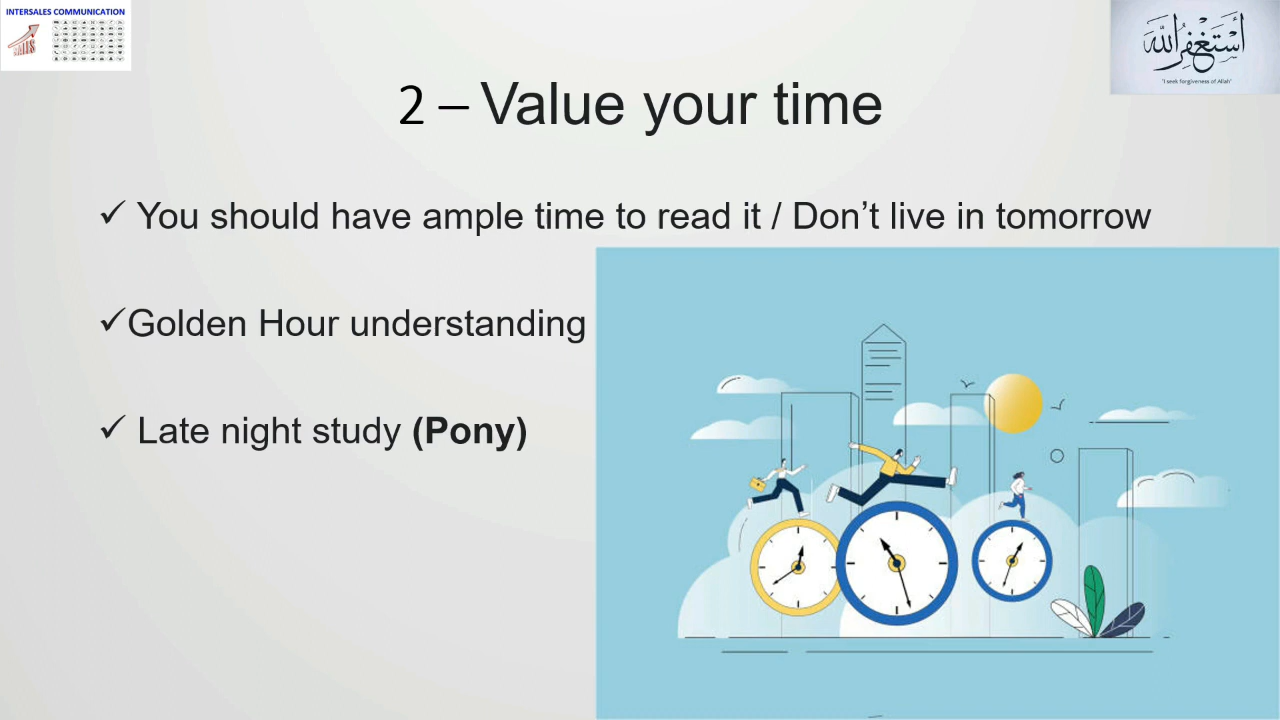 INTERSALES COMMUNICATION
SALES
أستغفر الله
"I seek forgiveness of Allah"
2 – Value your time
✓ You should have ample time to read it / Don’t live in tomorrow
✓Golden Hour understanding
✓ Late night study (Pony)